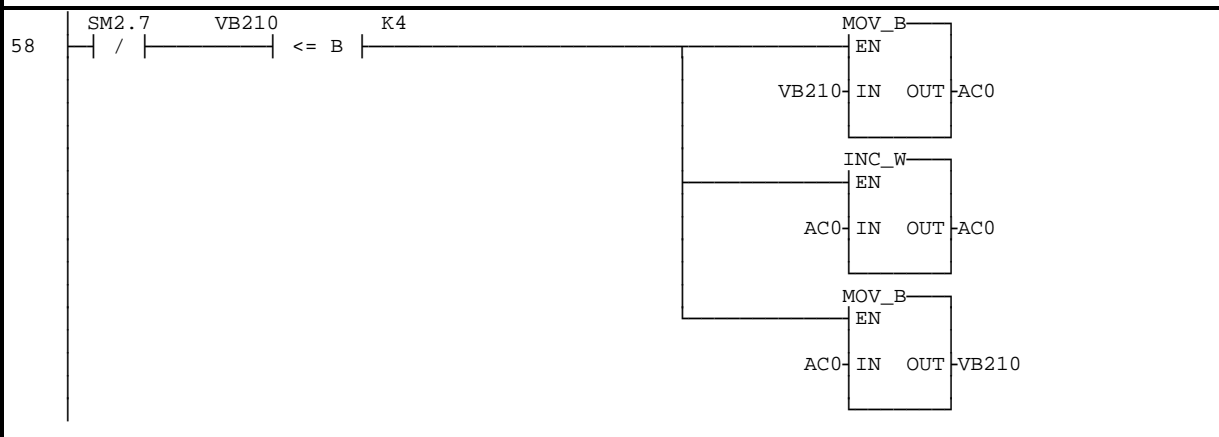 SM2.7 VB210 K4 MOV_B
58 / <= B EN
VB210 IN OUT AC0
INC_W
EN
AC0 IN OUT AC0
MOV_B
EN
AC0 IN OUT VB210